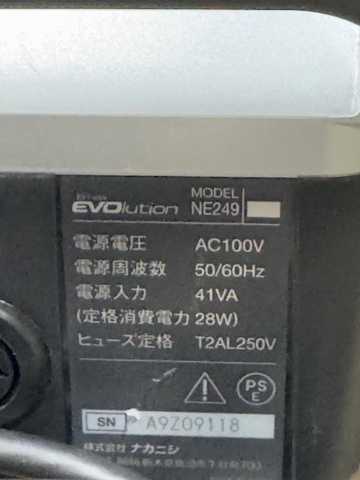 EVOlution
MODEL
NE249
電源電圧 AC100V
電源周波数 50/60Hz
電源入力 41VA
(定格消費電力 28W)
ヒューズ定格 T2AL250V
PS
E
SN A9Z09118
株式会社 ナカニシ